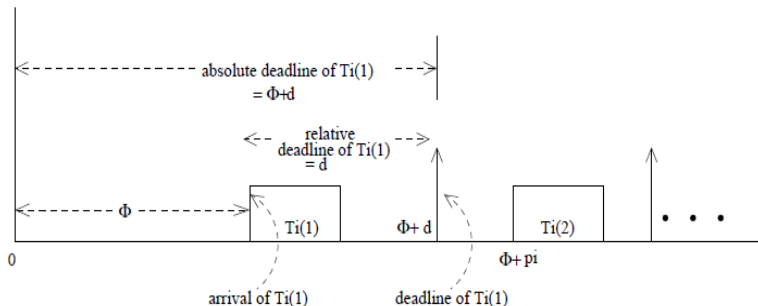 absolute deadline of Ti(1)
= Φ+d
relative
deadline of Ti(1)
= d
Φ
Ti(1)
Φ+ d
Ti(2)
• • •
0
Φ+ pi
arrival of Ti(1)
deadline of Ti(1)